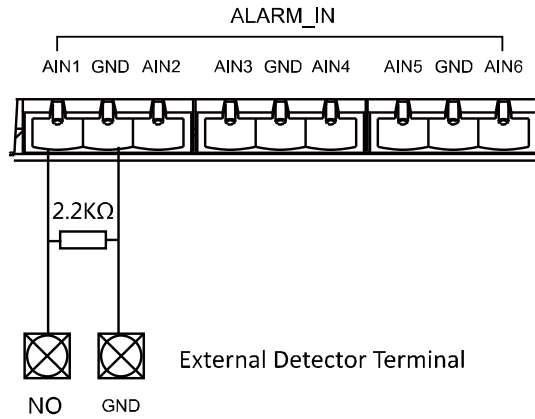 ALARM_IN
AIN1 GND AIN2 AIN3 GND AIN4 AIN5 GND AIN6
2.2KΩ
External Detector Terminal
NO GND